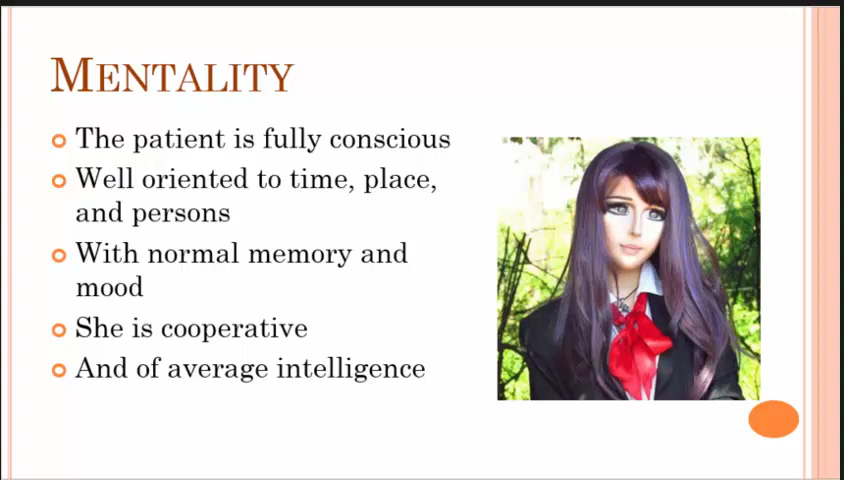 MENTALITY
The patient is fully conscious
Well oriented to time, place,
and persons
With normal memory and
mood
She is cooperative
And of average intelligence